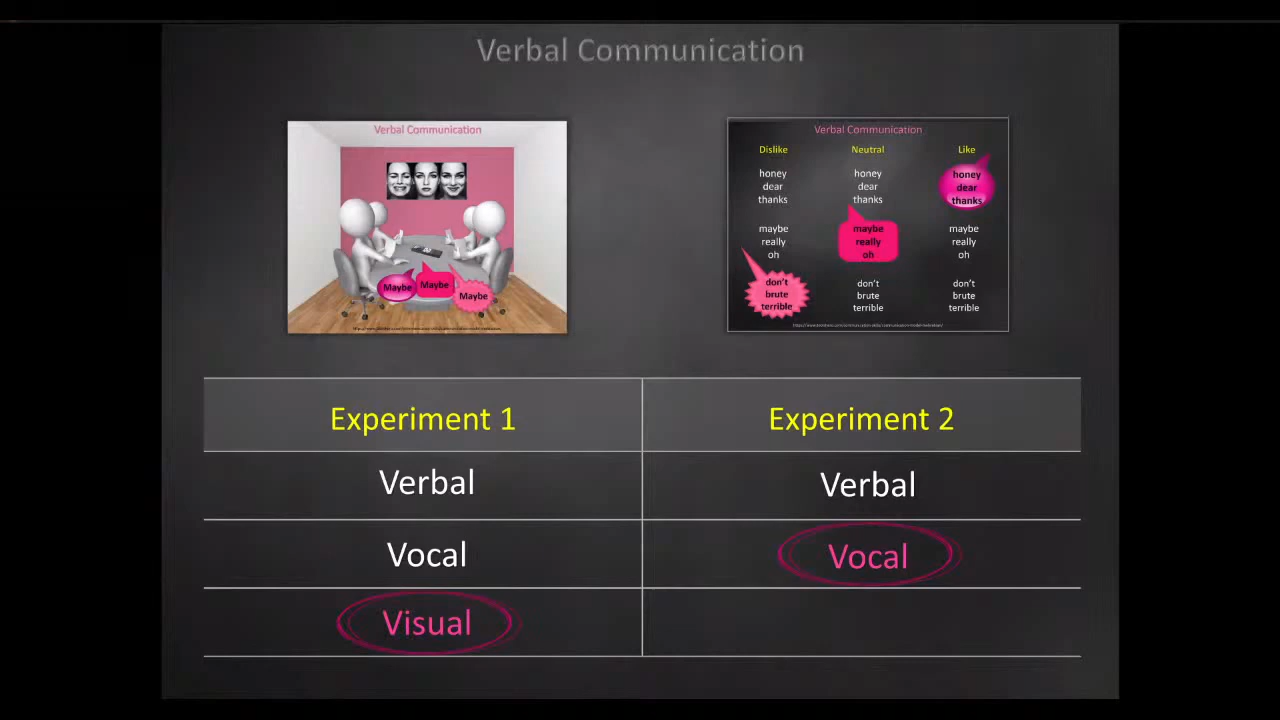 Verbal Communication
Verbal Communication
Maybe Maybe Maybe
Verbal Communication
Dislike Neutral Like
honey honey honey
dear dear dear
thanks thanks thanks
maybe maybe maybe
really really really
oh oh oh
don't don't don't
brute brute brute
terrible terrible terrible
Experiment 1 Experiment 2
Verbal Verbal
Vocal Vocal
Visual